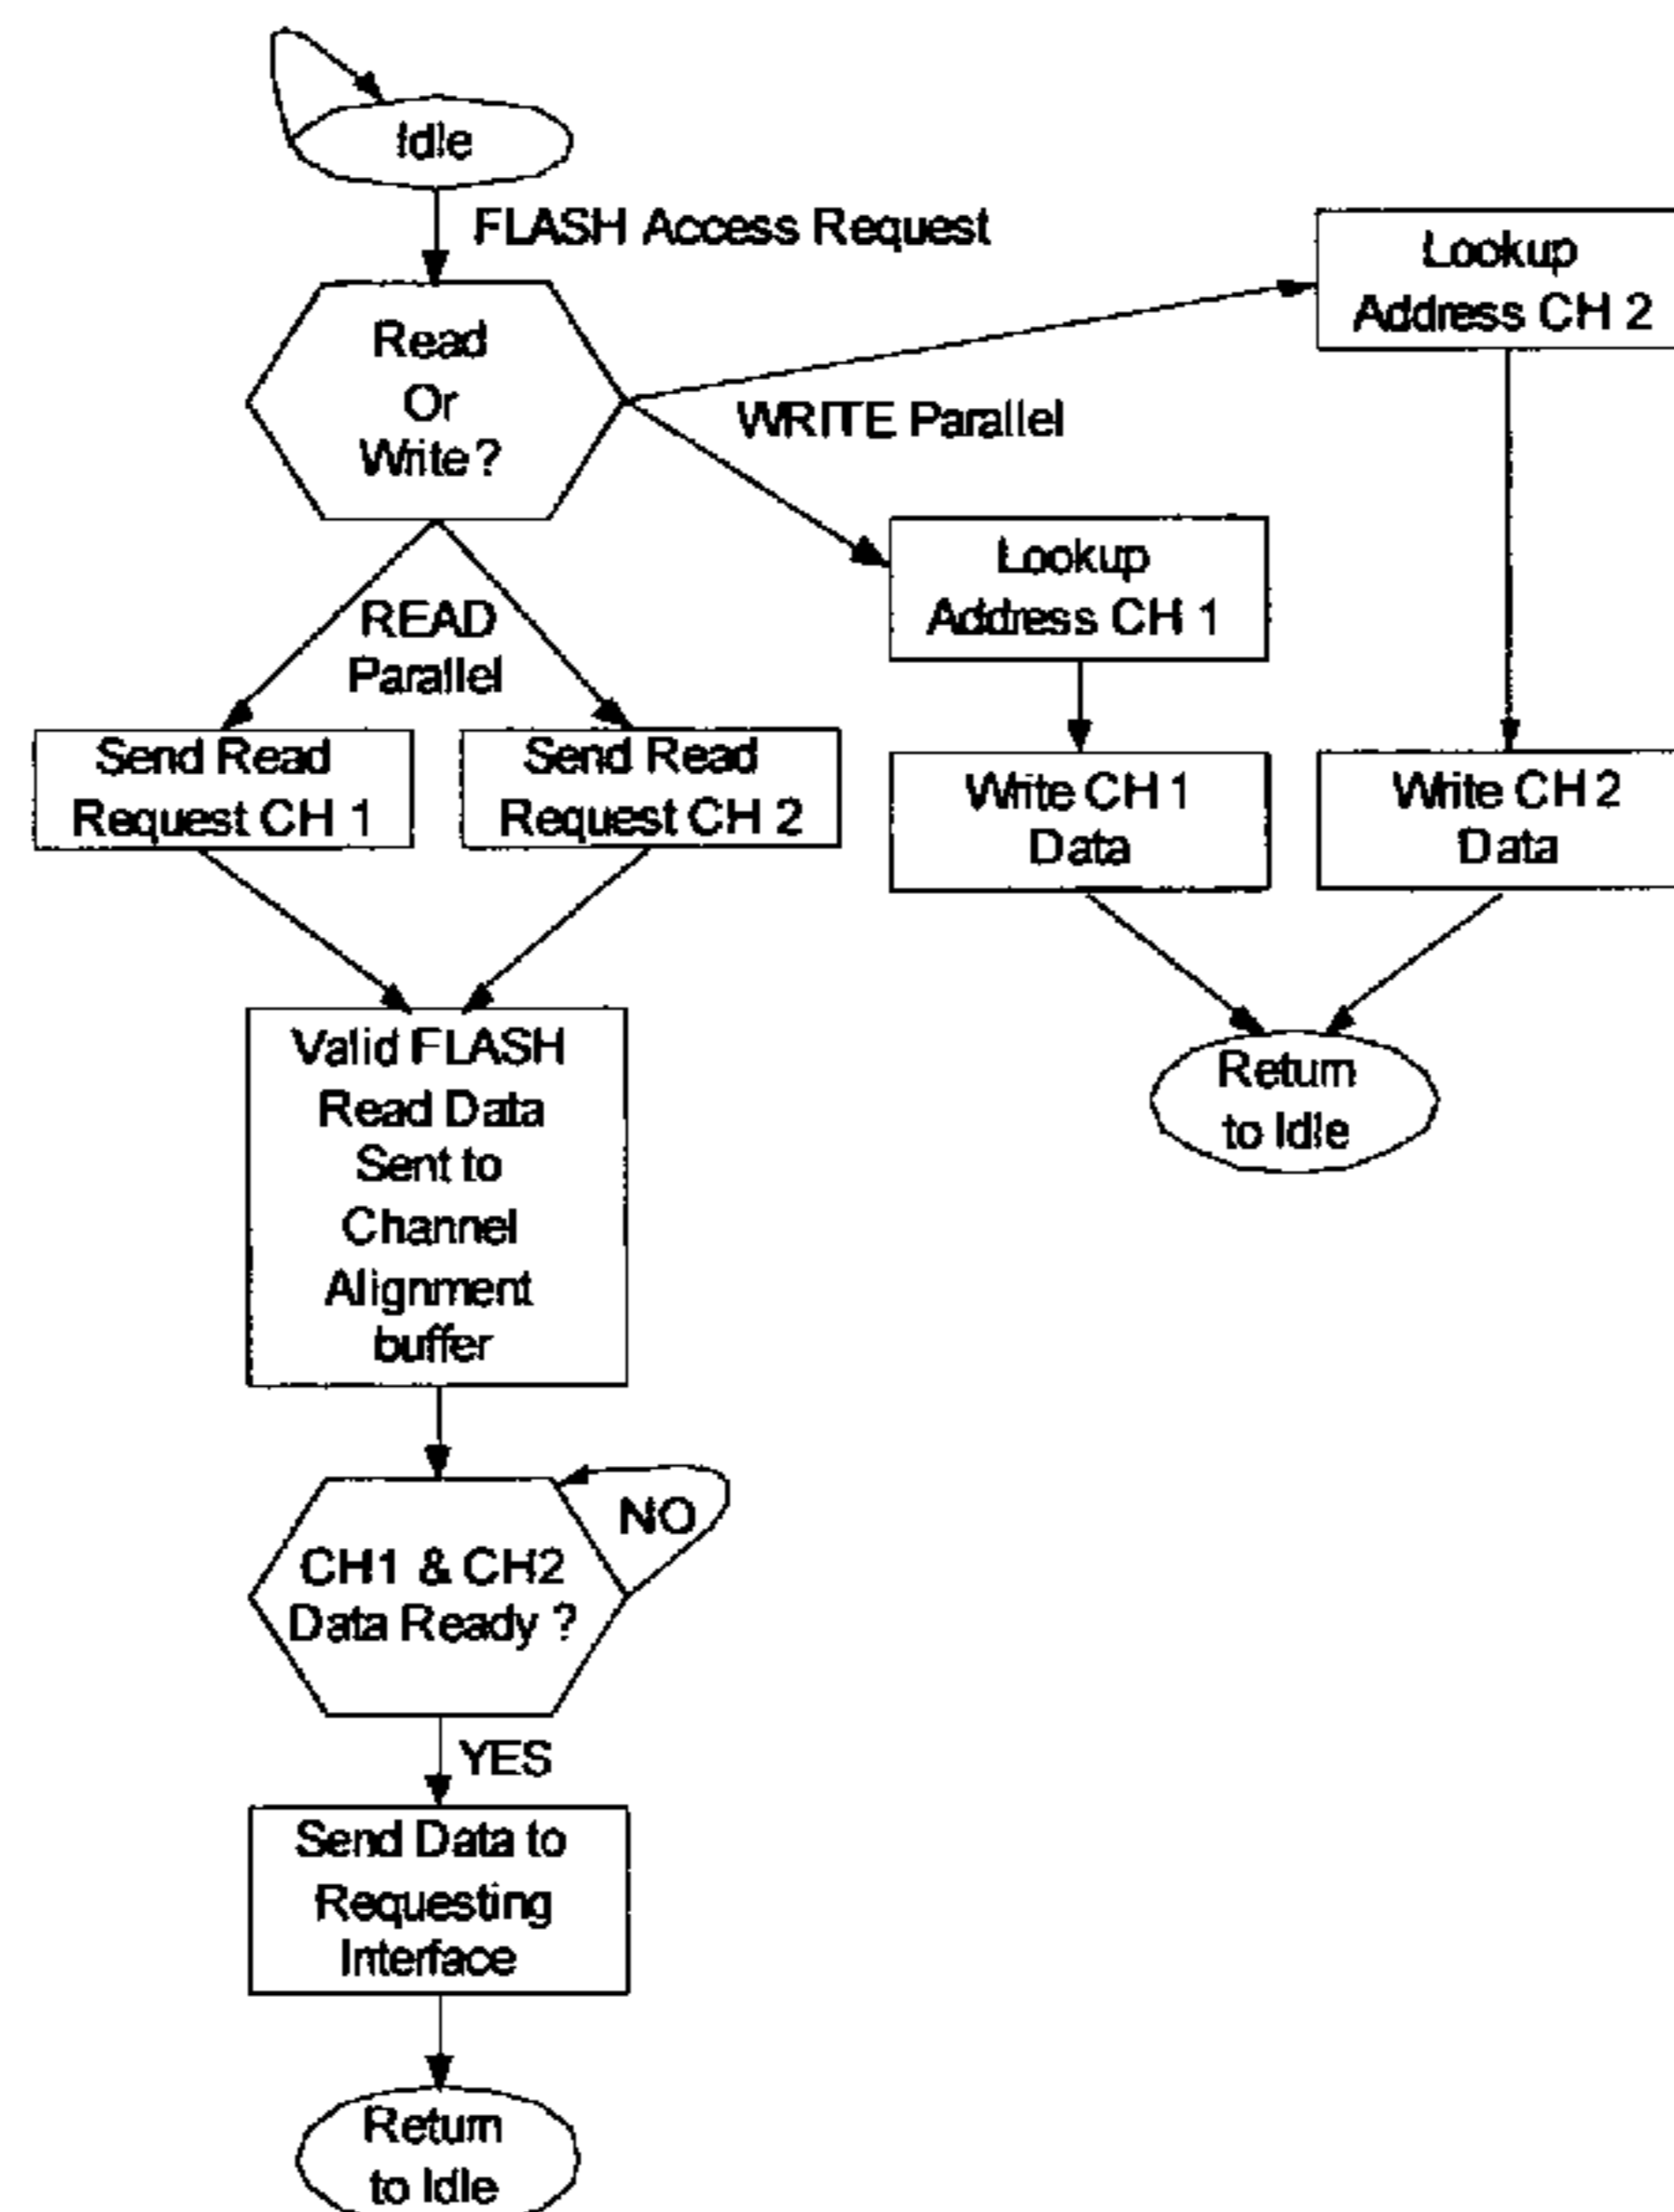 Idle
FLASH Access Request
Read
Or
Write?
WRITE Parallel
Lookup
Address CH 2
Lookup
Address CH 1
READ
Parallel
Send Read
Request CH 1
Send Read
Request CH 2
Write CH 1
Data
Write CH 2
Data
Valid FLASH
Read Data
Sent to
Channel
Alignment
buffer
Return
to Idle
CH1 & CH2
Data Ready ?
NO
YES
Send Data to
Requesting
Interface
Return
to Idle